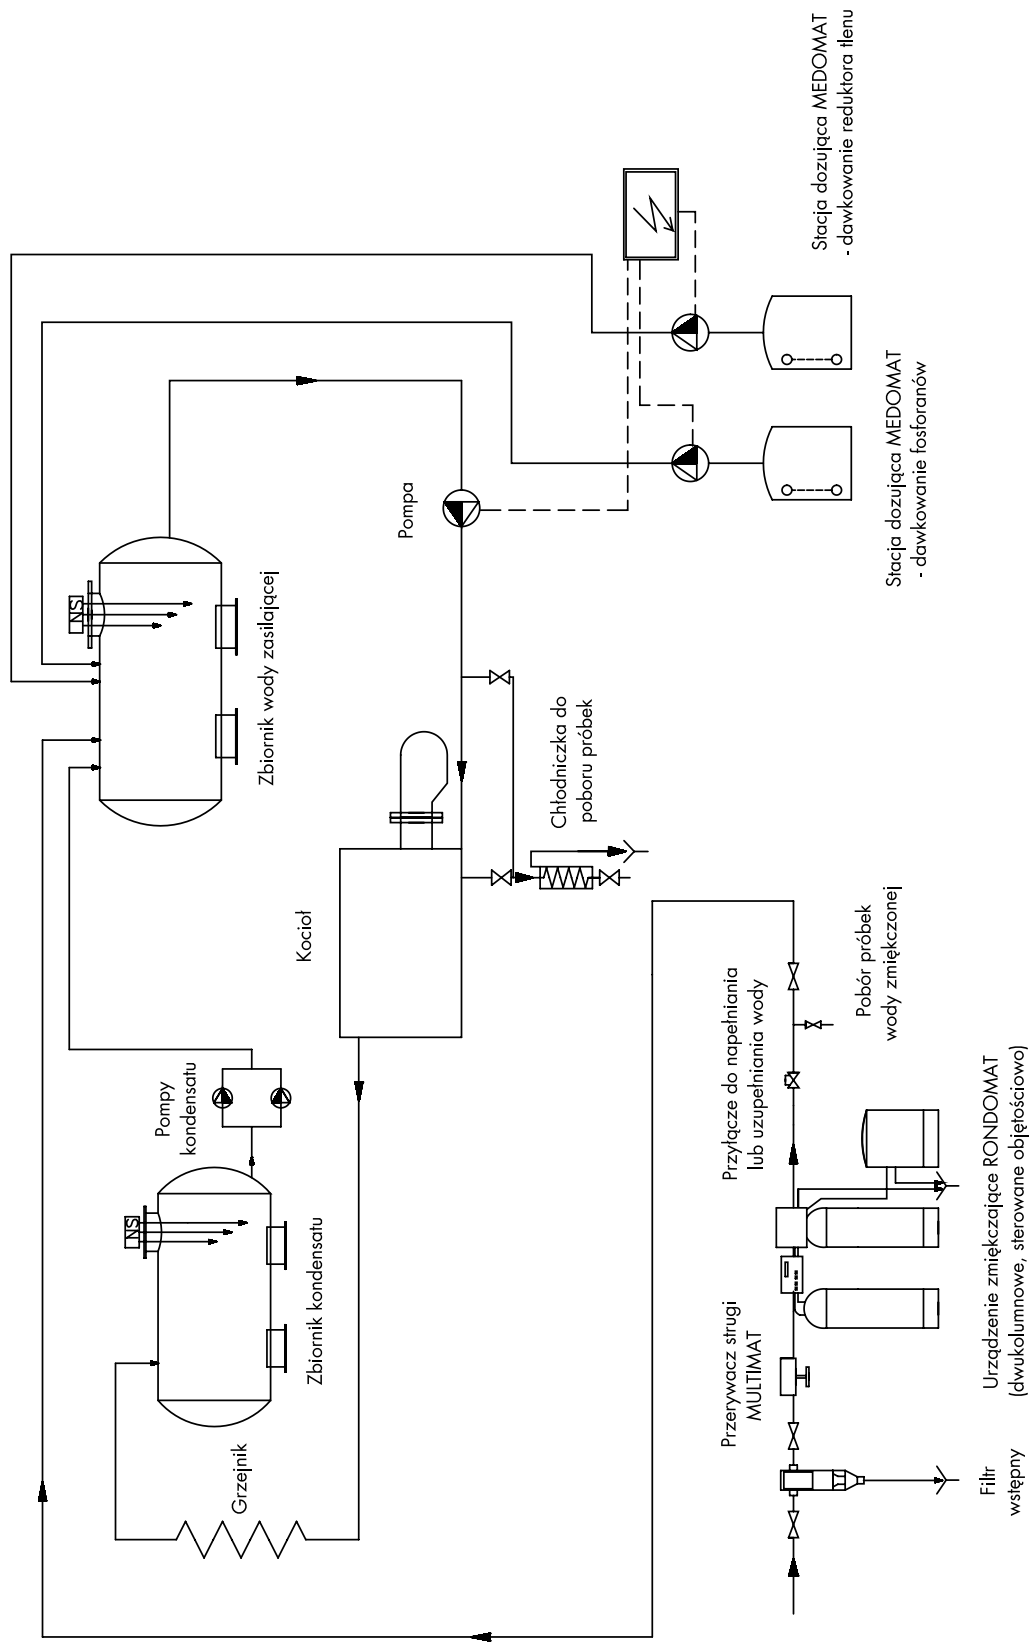 Stacja dozująca MEDOMAT
- dawkowanie reduktora tlenu
Stacja dozująca MEDOMAT
- dawkowanie fosforanów
Pompa
NS
Zbiornik wody zasilającej
Chłodniczka do
poboru próbek
Kocioł
Pompy
kondensatu
NS
Zbiornik kondensatu
Grzejnik
Przyłącze do napełniania
lub uzupełniania wody
Pobór próbek
wody zmiękczonej
Przerywacz strugi
MULTIMAT
Urządzenie zmiękczające RONDOMAT
(dwukolumnowe, sterowane objętościowo)
Filtr
wstępny